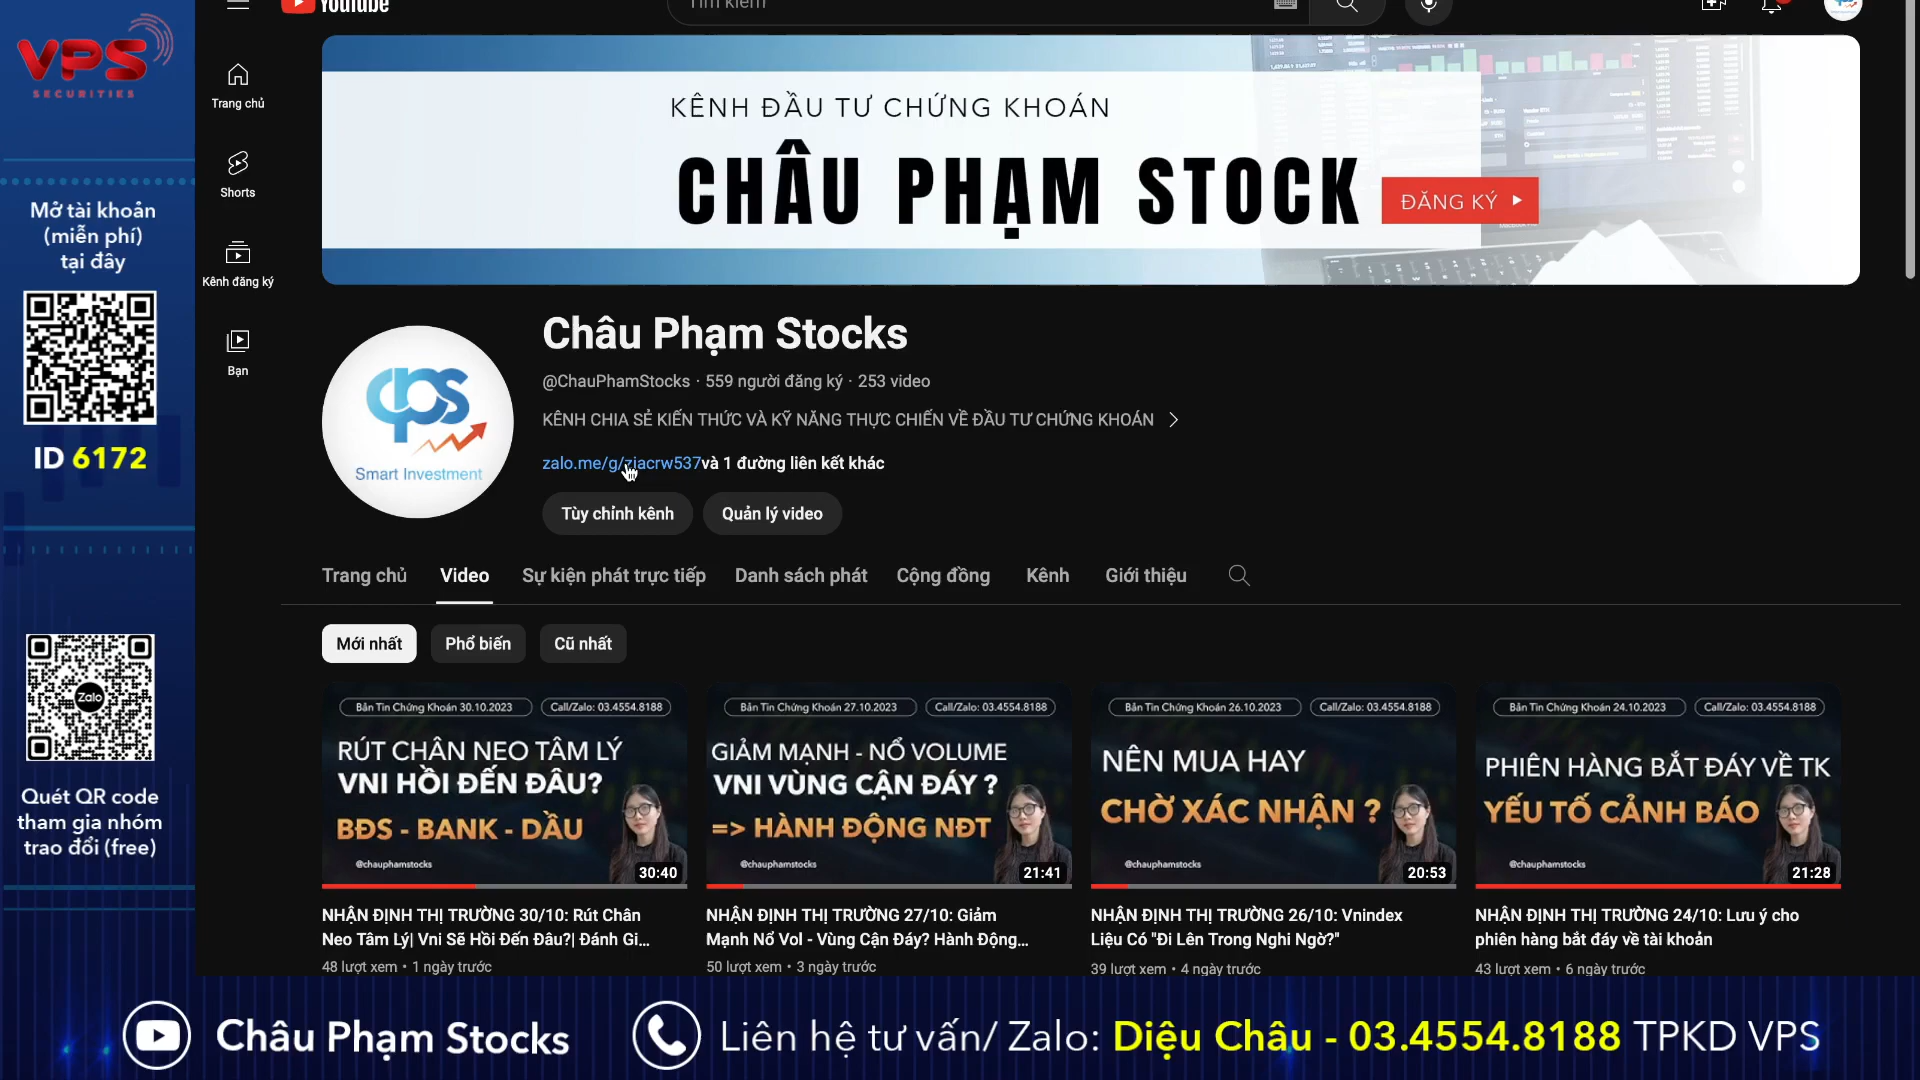 VPS
SECURITIES
Mở tài khoản
(miễn phí)
tại đây
ID 6172
Zalo
Quét QR code
tham gia nhóm
trao đổi (free)
YouTube
Tìm kiếm
Trang chủ
Shorts
Kênh đăng ký
Bạn
KÊNH ĐẦU TƯ CHỨNG KHOÁN
CHÂU PHẠM STOCK
ĐĂNG KÝ
cps
Smart Investment
Châu Phạm Stocks
@ChauPhamStocks · 559 người đăng ký · 253 video
KÊNH CHIA SẺ KIẾN THỨC VÀ KỸ NĂNG THỰC CHIẾN VỀ ĐẦU TƯ CHỨNG KHOÁN
zalo.me/g/zjacrw537và 1 đường liên kết khác
Tùy chỉnh kênh Quản lý video
Trang chủ Video Sự kiện phát trực tiếp Danh sách phát Cộng đồng Kênh Giới thiệu
Mới nhất Phổ biến Cũ nhất
Bản Tin Chứng Khoán 30.10.2023 Call/Zalo: 03.4554.8188
RÚT CHÂN NEO TÂM LÝ
VNI HỒI ĐẾN ĐÂU?
BĐS - BANK - DẦU
@chauphamstocks
30:40
NHẬN ĐỊNH THỊ TRƯỜNG 30/10: Rút Chân
Neo Tâm Lý| Vni Sẽ Hồi Đến Đâu?| Đánh Gi...
48 lượt xem • 1 ngày trước
Bản Tin Chứng Khoán 27.10.2023 Call/Zalo: 03.4554.8188
GIẢM MẠNH - NỔ VOLUME
VNI VÙNG CẬN ĐÁY ?
=> HÀNH ĐỘNG NĐT
@chauphamstocks
21:41
NHẬN ĐỊNH THỊ TRƯỜNG 27/10: Giảm
Mạnh Nổ Vol - Vùng Cận Đáy? Hành Động...
50 lượt xem • 3 ngày trước
Bản Tin Chứng Khoán 26.10.2023 Call/Zalo: 03.4554.8188
NÊN MUA HAY
CHỜ XÁC NHẬN ?
@chauphamstocks
20:53
NHẬN ĐỊNH THỊ TRƯỜNG 26/10: Vnindex
Liệu Có "Đi Lên Trong Nghi Ngờ?"
39 lượt xem • 4 ngày trước
Bản Tin Chứng Khoán 24.10.2023 Call/Zalo: 03.4554.8188
PHIÊN HÀNG BẮT ĐÁY VỀ TK
YẾU TỐ CẢNH BÁO
@chauphamstocks
21:28
NHẬN ĐỊNH THỊ TRƯỜNG 24/10: Lưu ý cho
phiên hàng bắt đáy về tài khoản
43 lượt xem • 6 ngày trước
Châu Phạm Stocks Liên hệ tư vấn/ Zalo: Diệu Châu - 03.4554.8188 TPKD VPS